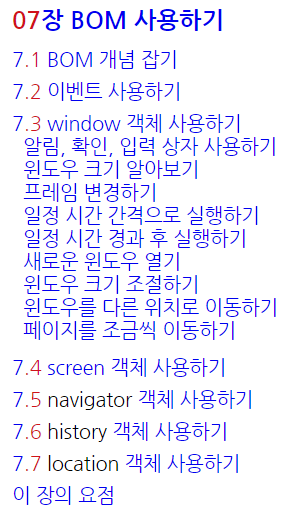 07장 BOM 사용하기
7.1 BOM 개념 잡기
7.2 이벤트 사용하기
7.3 window 객체 사용하기
알림, 확인, 입력 상자 사용하기
윈도우 크기 알아보기
프레임 변경하기
일정 시간 간격으로 실행하기
일정 시간 경과 후 실행하기
새로운 윈도우 열기
윈도우 크기 조절하기
윈도우를 다른 위치로 이동하기
페이지를 조금씩 이동하기
7.4 screen 객체 사용하기
7.5 navigator 객체 사용하기
7.6 history 객체 사용하기
7.7 location 객체 사용하기
이 장의 요점